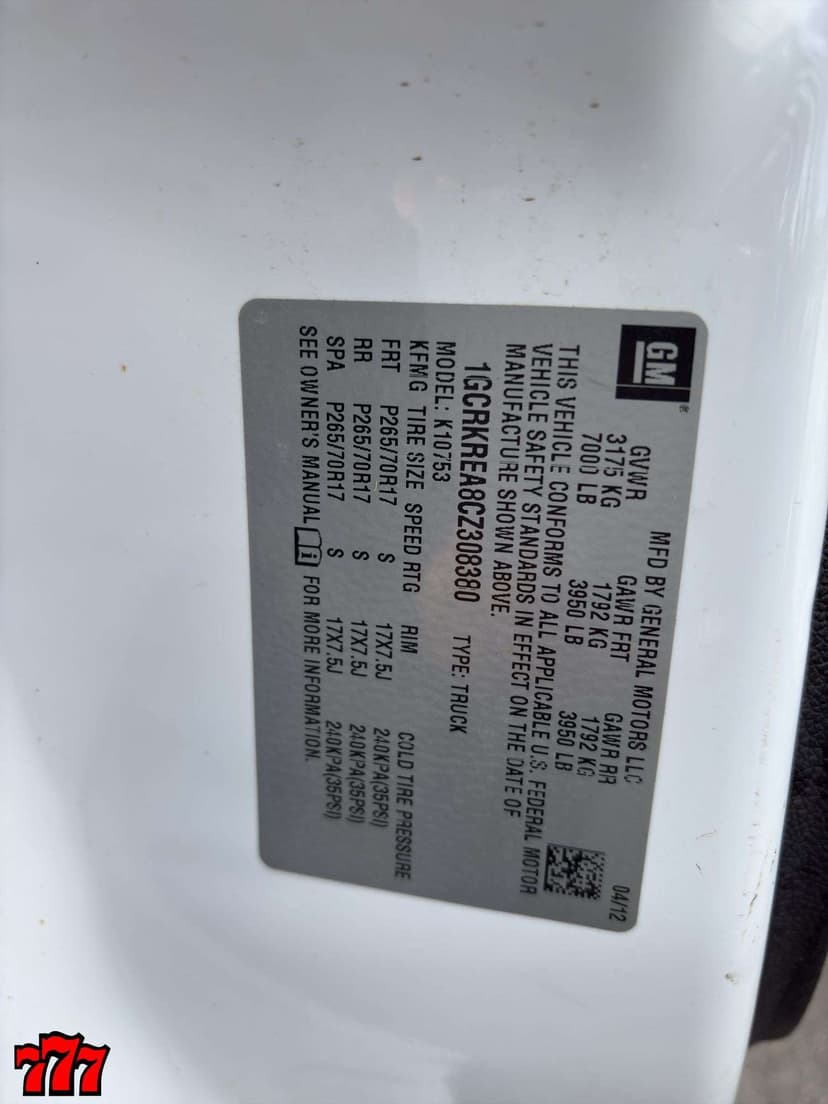 GM
MFD BY GENERAL MOTORS LLC 04/12
GVWR GAWR FRT GAWR RR
3175 KG 1792 KG 1792 KG
7000 LB 3950 LB 3950 LB
THIS VEHICLE CONFORMS TO ALL APPLICABLE U.S. FEDERAL MOTOR
VEHICLE SAFETY STANDARDS IN EFFECT ON THE DATE OF
MANUFACTURE SHOWN ABOVE.
1GCRKREA8CZ308380 TYPE: TRUCK
MODEL: K10753
KFMG TIRE SIZE SPEED RTG RIM COLD TIRE PRESSURE
FRT P265/70R17 S 17X7.5J 240KPA(35PSI)
RR P265/70R17 S 17X7.5J 240KPA(35PSI)
SPA P265/70R17 S 17X7.5J 240KPA(35PSI)
SEE OWNER'S MANUAL FOR MORE INFORMATION.
777